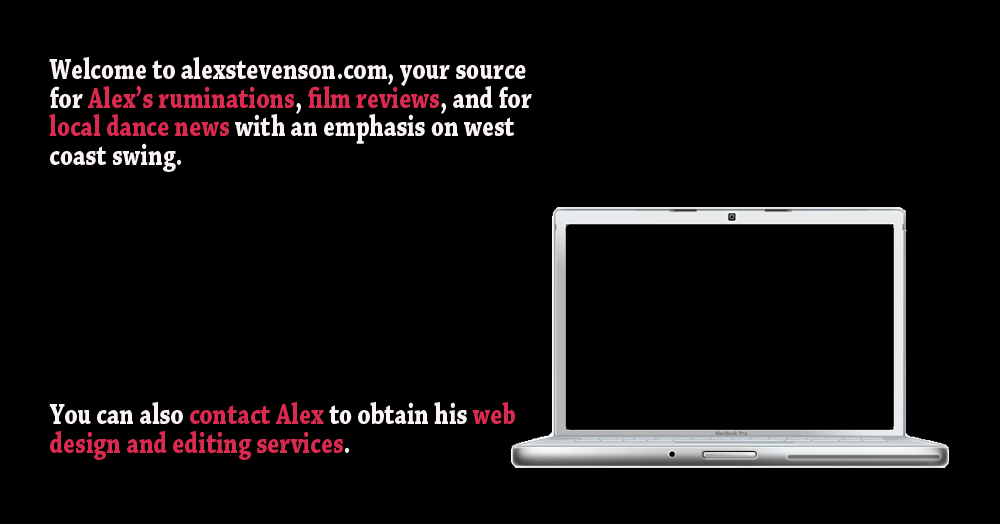 Welcome to alexstevenson.com, your source
for Alex's ruminations, film reviews, and for
local dance news with an emphasis on west
coast swing.
MacBook Pro
You can also contact Alex to obtain his web
design and editing services.